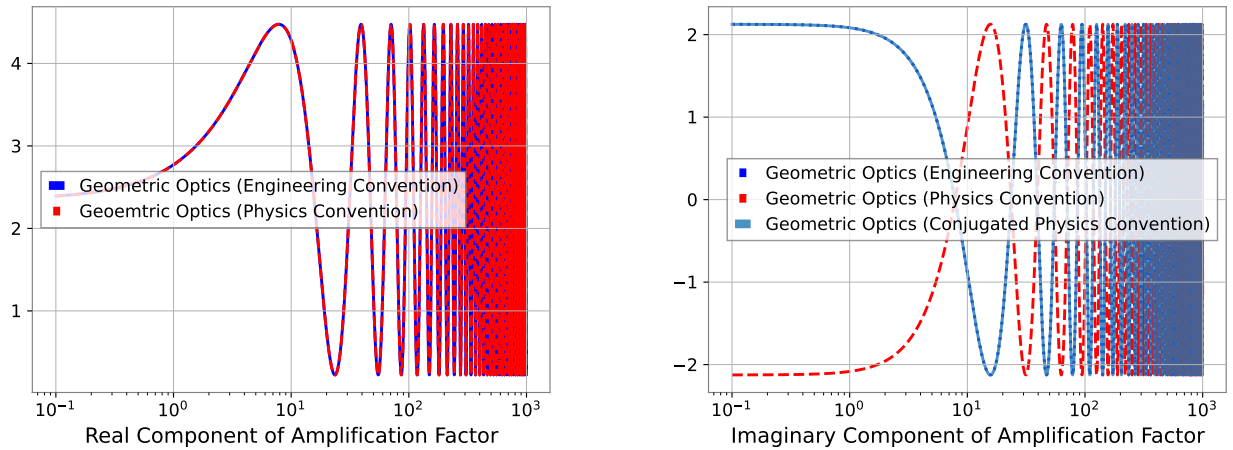 4
3
2
1
Geometric Optics (Engineering Convention)
Geoemtric Optics (Physics Convention)
10⁻¹ 10⁰ 10¹ 10² 10³
Real Component of Amplification Factor
2
1
0
−1
−2
Geometric Optics (Engineering Convention)
Geometric Optics (Physics Convention)
Geometric Optics (Conjugated Physics Convention)
10⁻¹ 10⁰ 10¹ 10² 10³
Imaginary Component of Amplification Factor